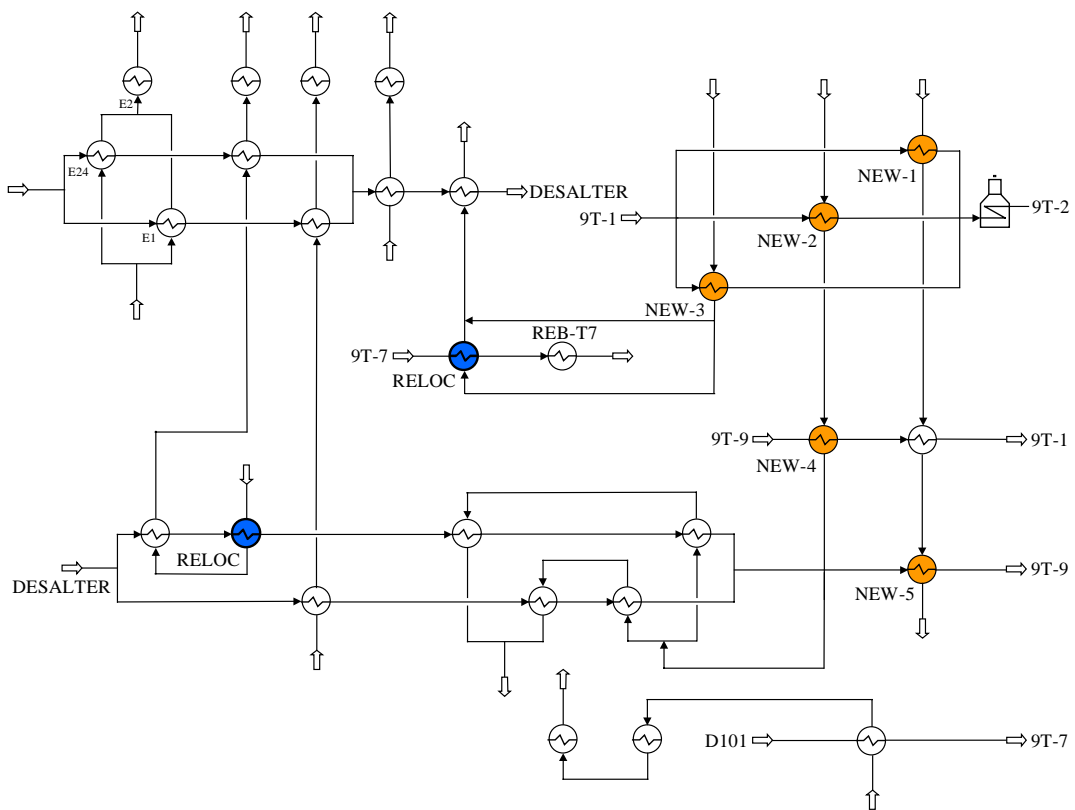 E2
E24
E1
DESALTER
NEW-1
9T-1
NEW-2
9T-2
NEW-3
REB-T7
9T-7
RELOC
9T-9
NEW-4
9T-1
RELOC
DESALTER
NEW-5
9T-9
D101
9T-7